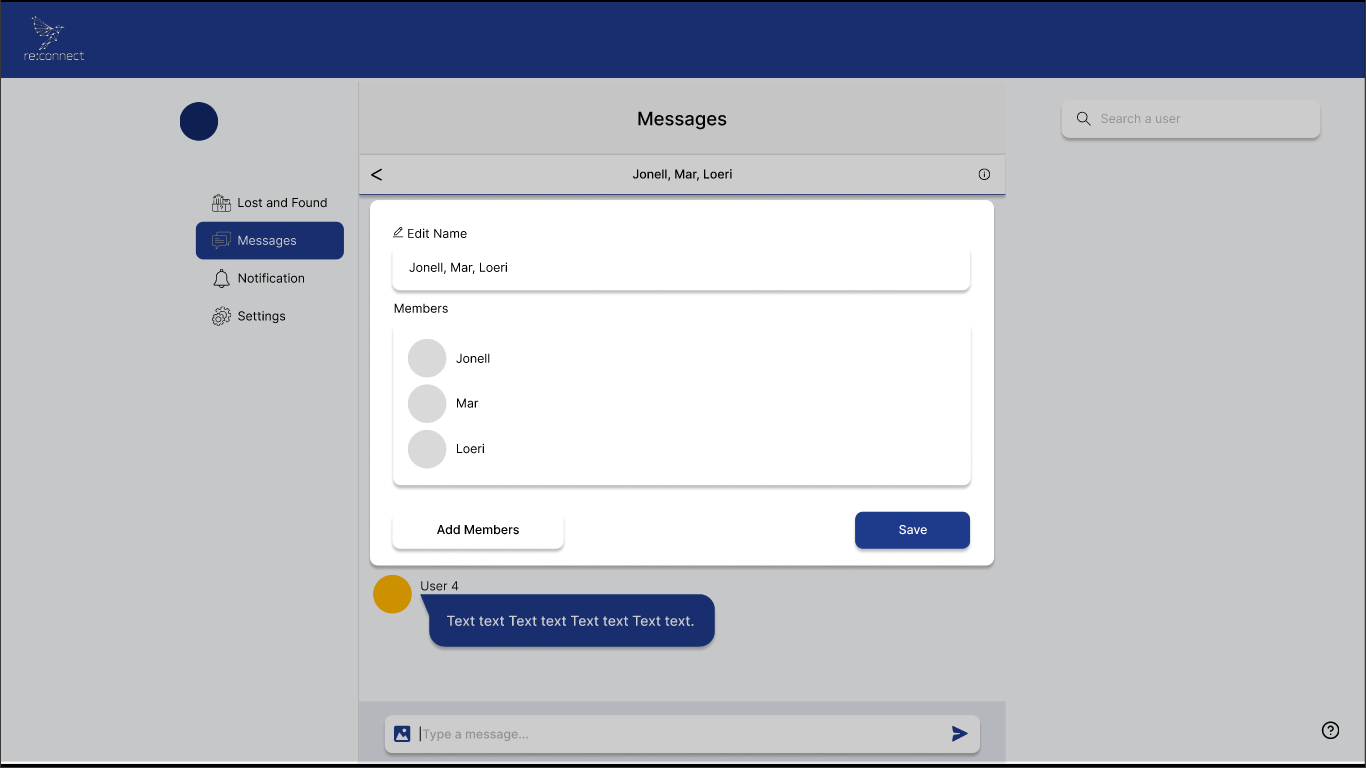 re:connect
Messages
Search a user
< Jonell, Mar, Loeri
Lost and Found
Messages
Notification
Settings
Edit Name
Jonell, Mar, Loeri
Members
Jonell
Mar
Loeri
Add Members
Save
User 4
Text text Text text Text text Text text.
Type a message...